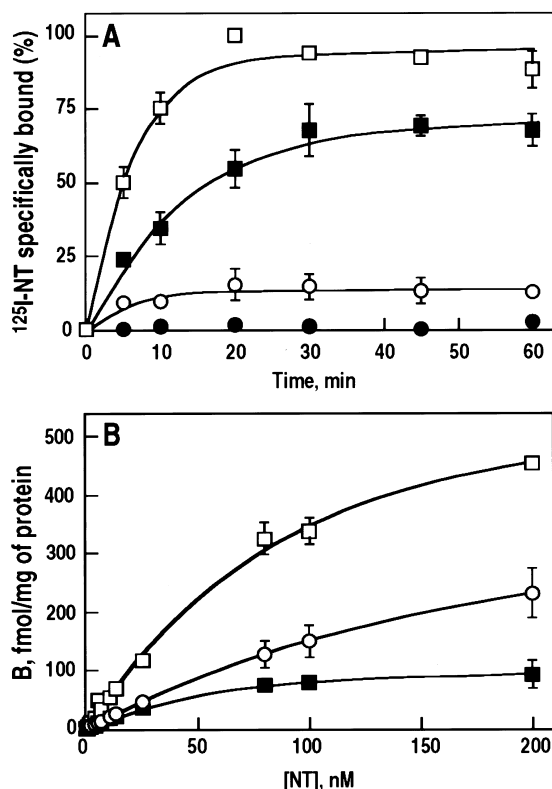 A
¹²⁵I-NT specifically bound (%)
100
75
50
25
0
0 10 20 30 40 50 60
Time, min
B
B, fmol/mg of protein
500
400
300
200
100
0
0 50 100 150 200
[NT], nM